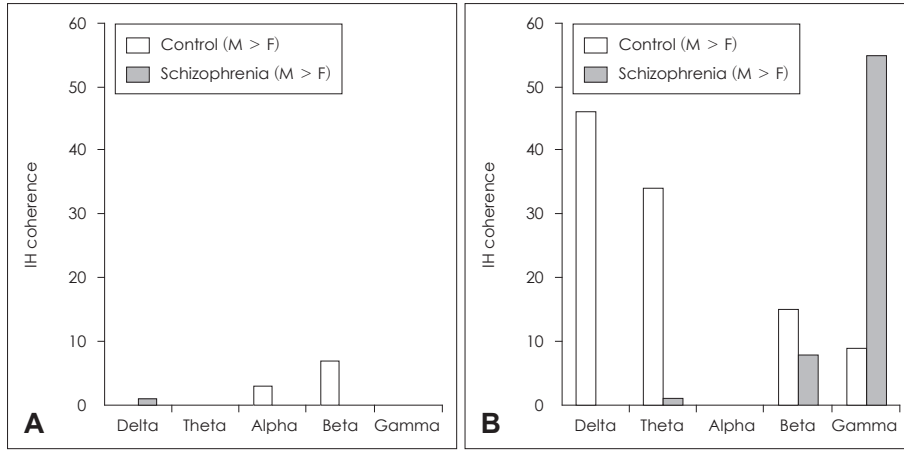 60
50
40
30
20
10
0
IH coherence
Control (M > F)
Schizophrenia (M > F)
Delta Theta Alpha Beta Gamma
A
60
50
40
30
20
10
0
IH coherence
Control (M > F)
Schizophrenia (M > F)
Delta Theta Alpha Beta Gamma
B